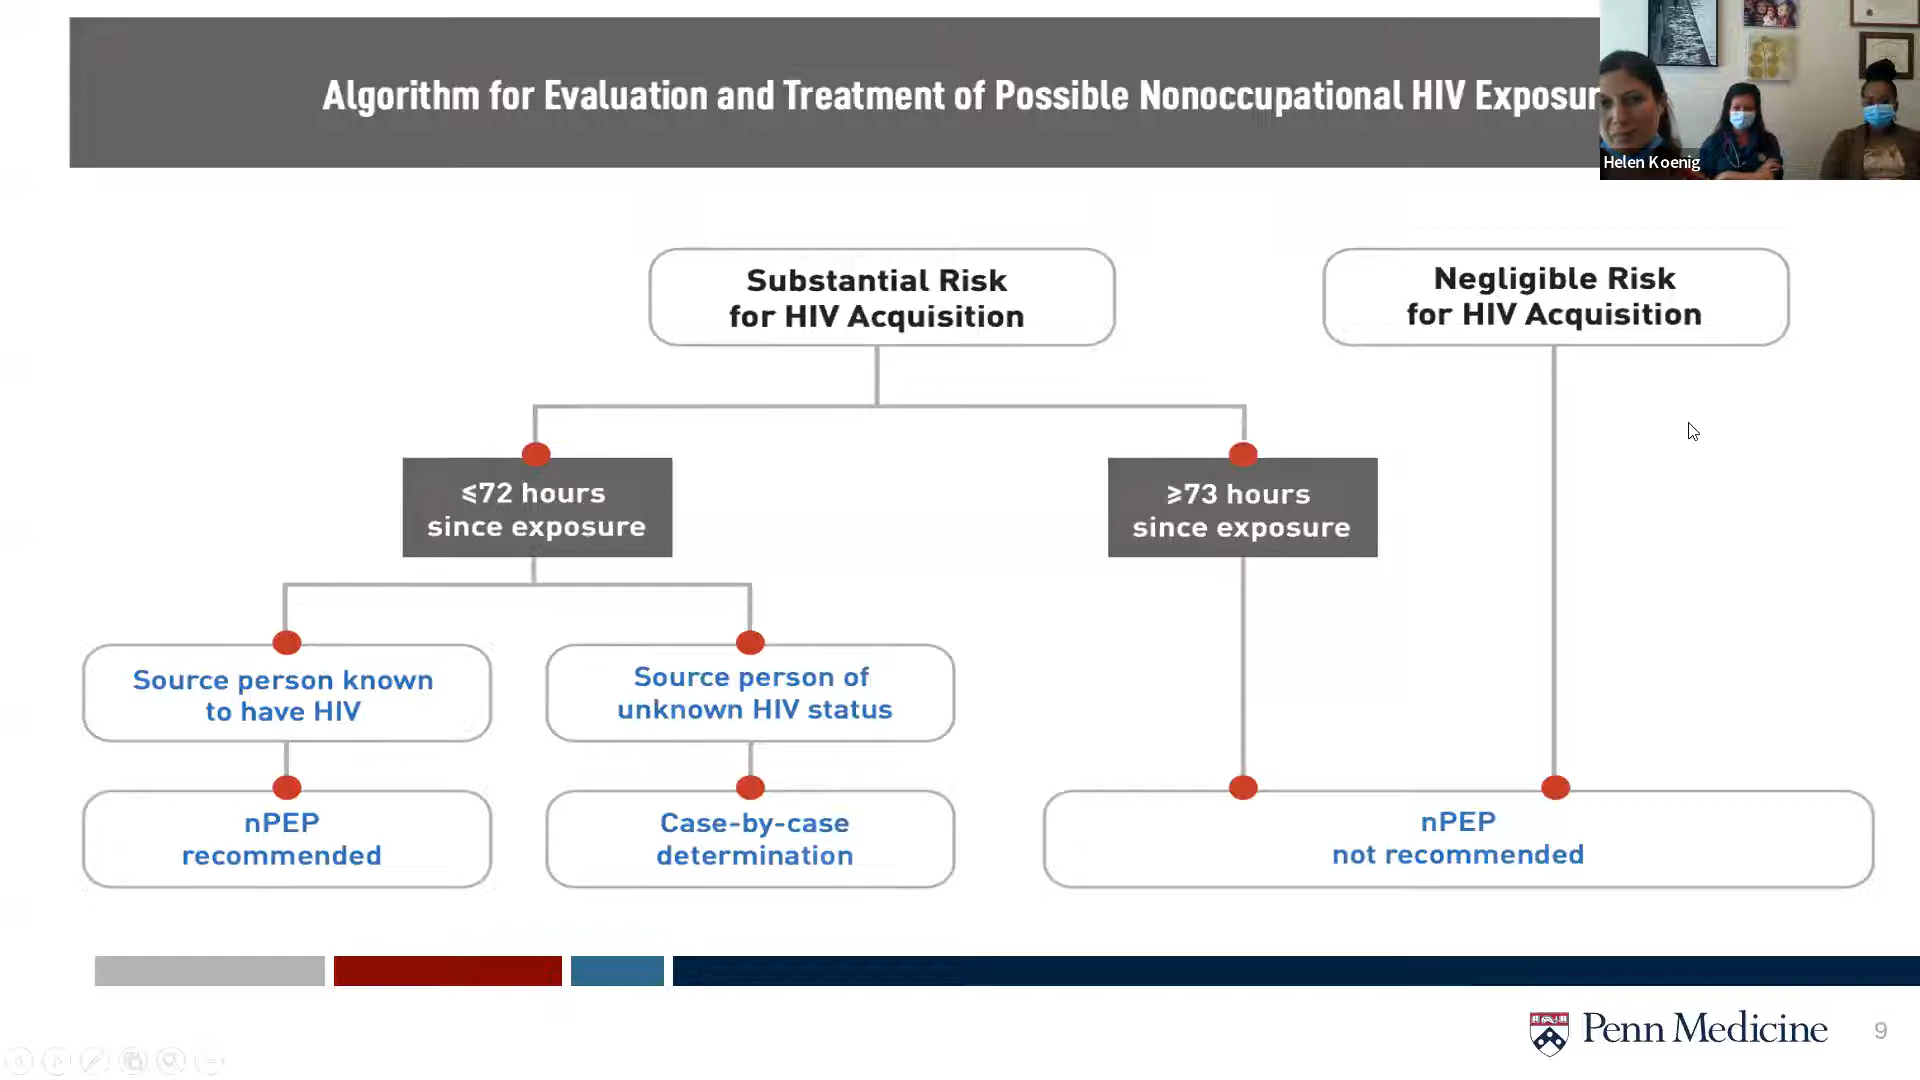 Algorithm for Evaluation and Treatment of Possible Nonoccupational HIV Exposur
Helen Koenig
Substantial Risk
for HIV Acquisition
Negligible Risk
for HIV Acquisition
≤72 hours
since exposure
≥73 hours
since exposure
Source person known
to have HIV
Source person of
unknown HIV status
nPEP
recommended
Case-by-case
determination
nPEP
not recommended
Penn Medicine
9